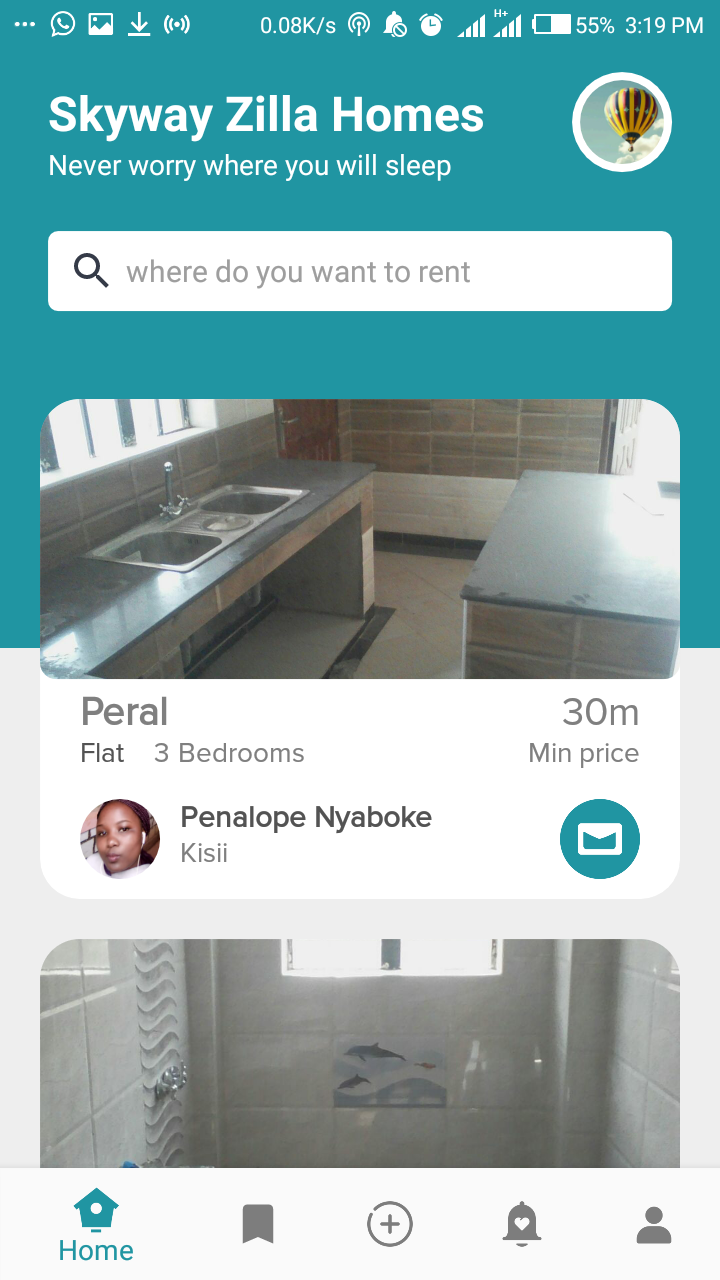 0.08K/s H+ 55% 3:19 PM
Skyway Zilla Homes
Never worry where you will sleep
where do you want to rent
Peral 30m
Flat 3 Bedrooms Min price
Penalope Nyaboke
Kisii
Home